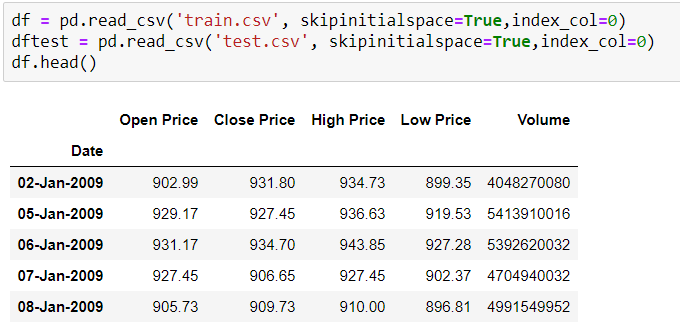 df = pd.read_csv('train.csv', skipinitialspace=True,index_col=0)
dftest = pd.read_csv('test.csv', skipinitialspace=True,index_col=0)
df.head()
Open Price Close Price High Price Low Price Volume
Date
02-Jan-2009 902.99 931.80 934.73 899.35 4048270080
05-Jan-2009 929.17 927.45 936.63 919.53 5413910016
06-Jan-2009 931.17 934.70 943.85 927.28 5392620032
07-Jan-2009 927.45 906.65 927.45 902.37 4704940032
08-Jan-2009 905.73 909.73 910.00 896.81 4991549952